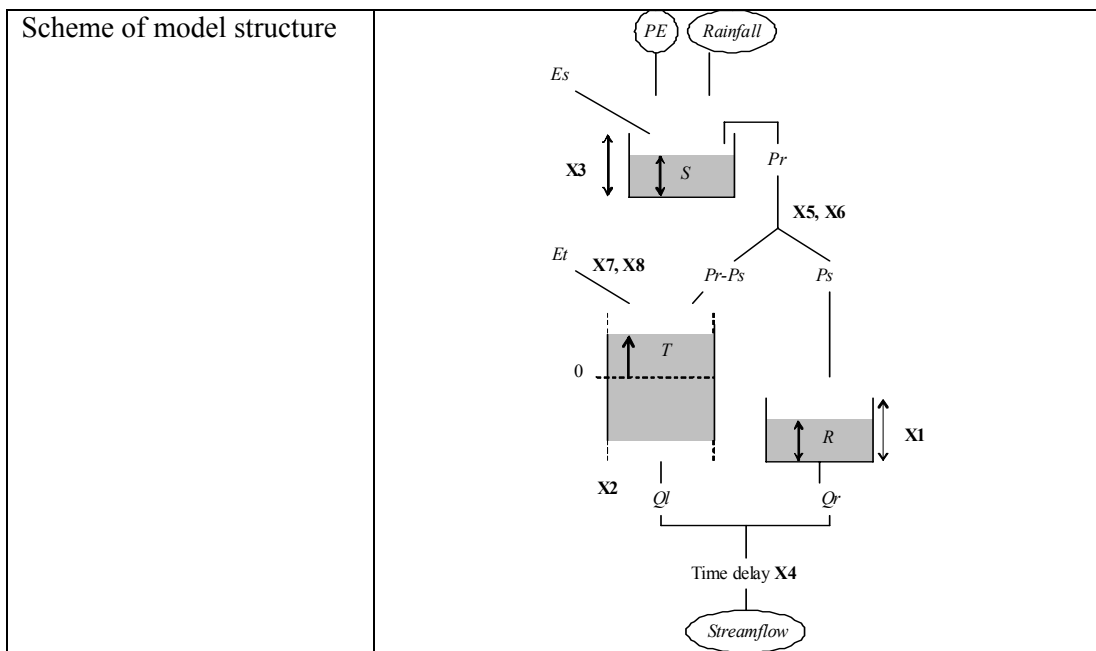 Scheme of model structure
PE Rainfall
Es
X3 S Pr
X5, X6
Et X7, X8 Pr-Ps Ps
T
0
R X1
X2 Ql Qr
Time delay X4
Streamflow